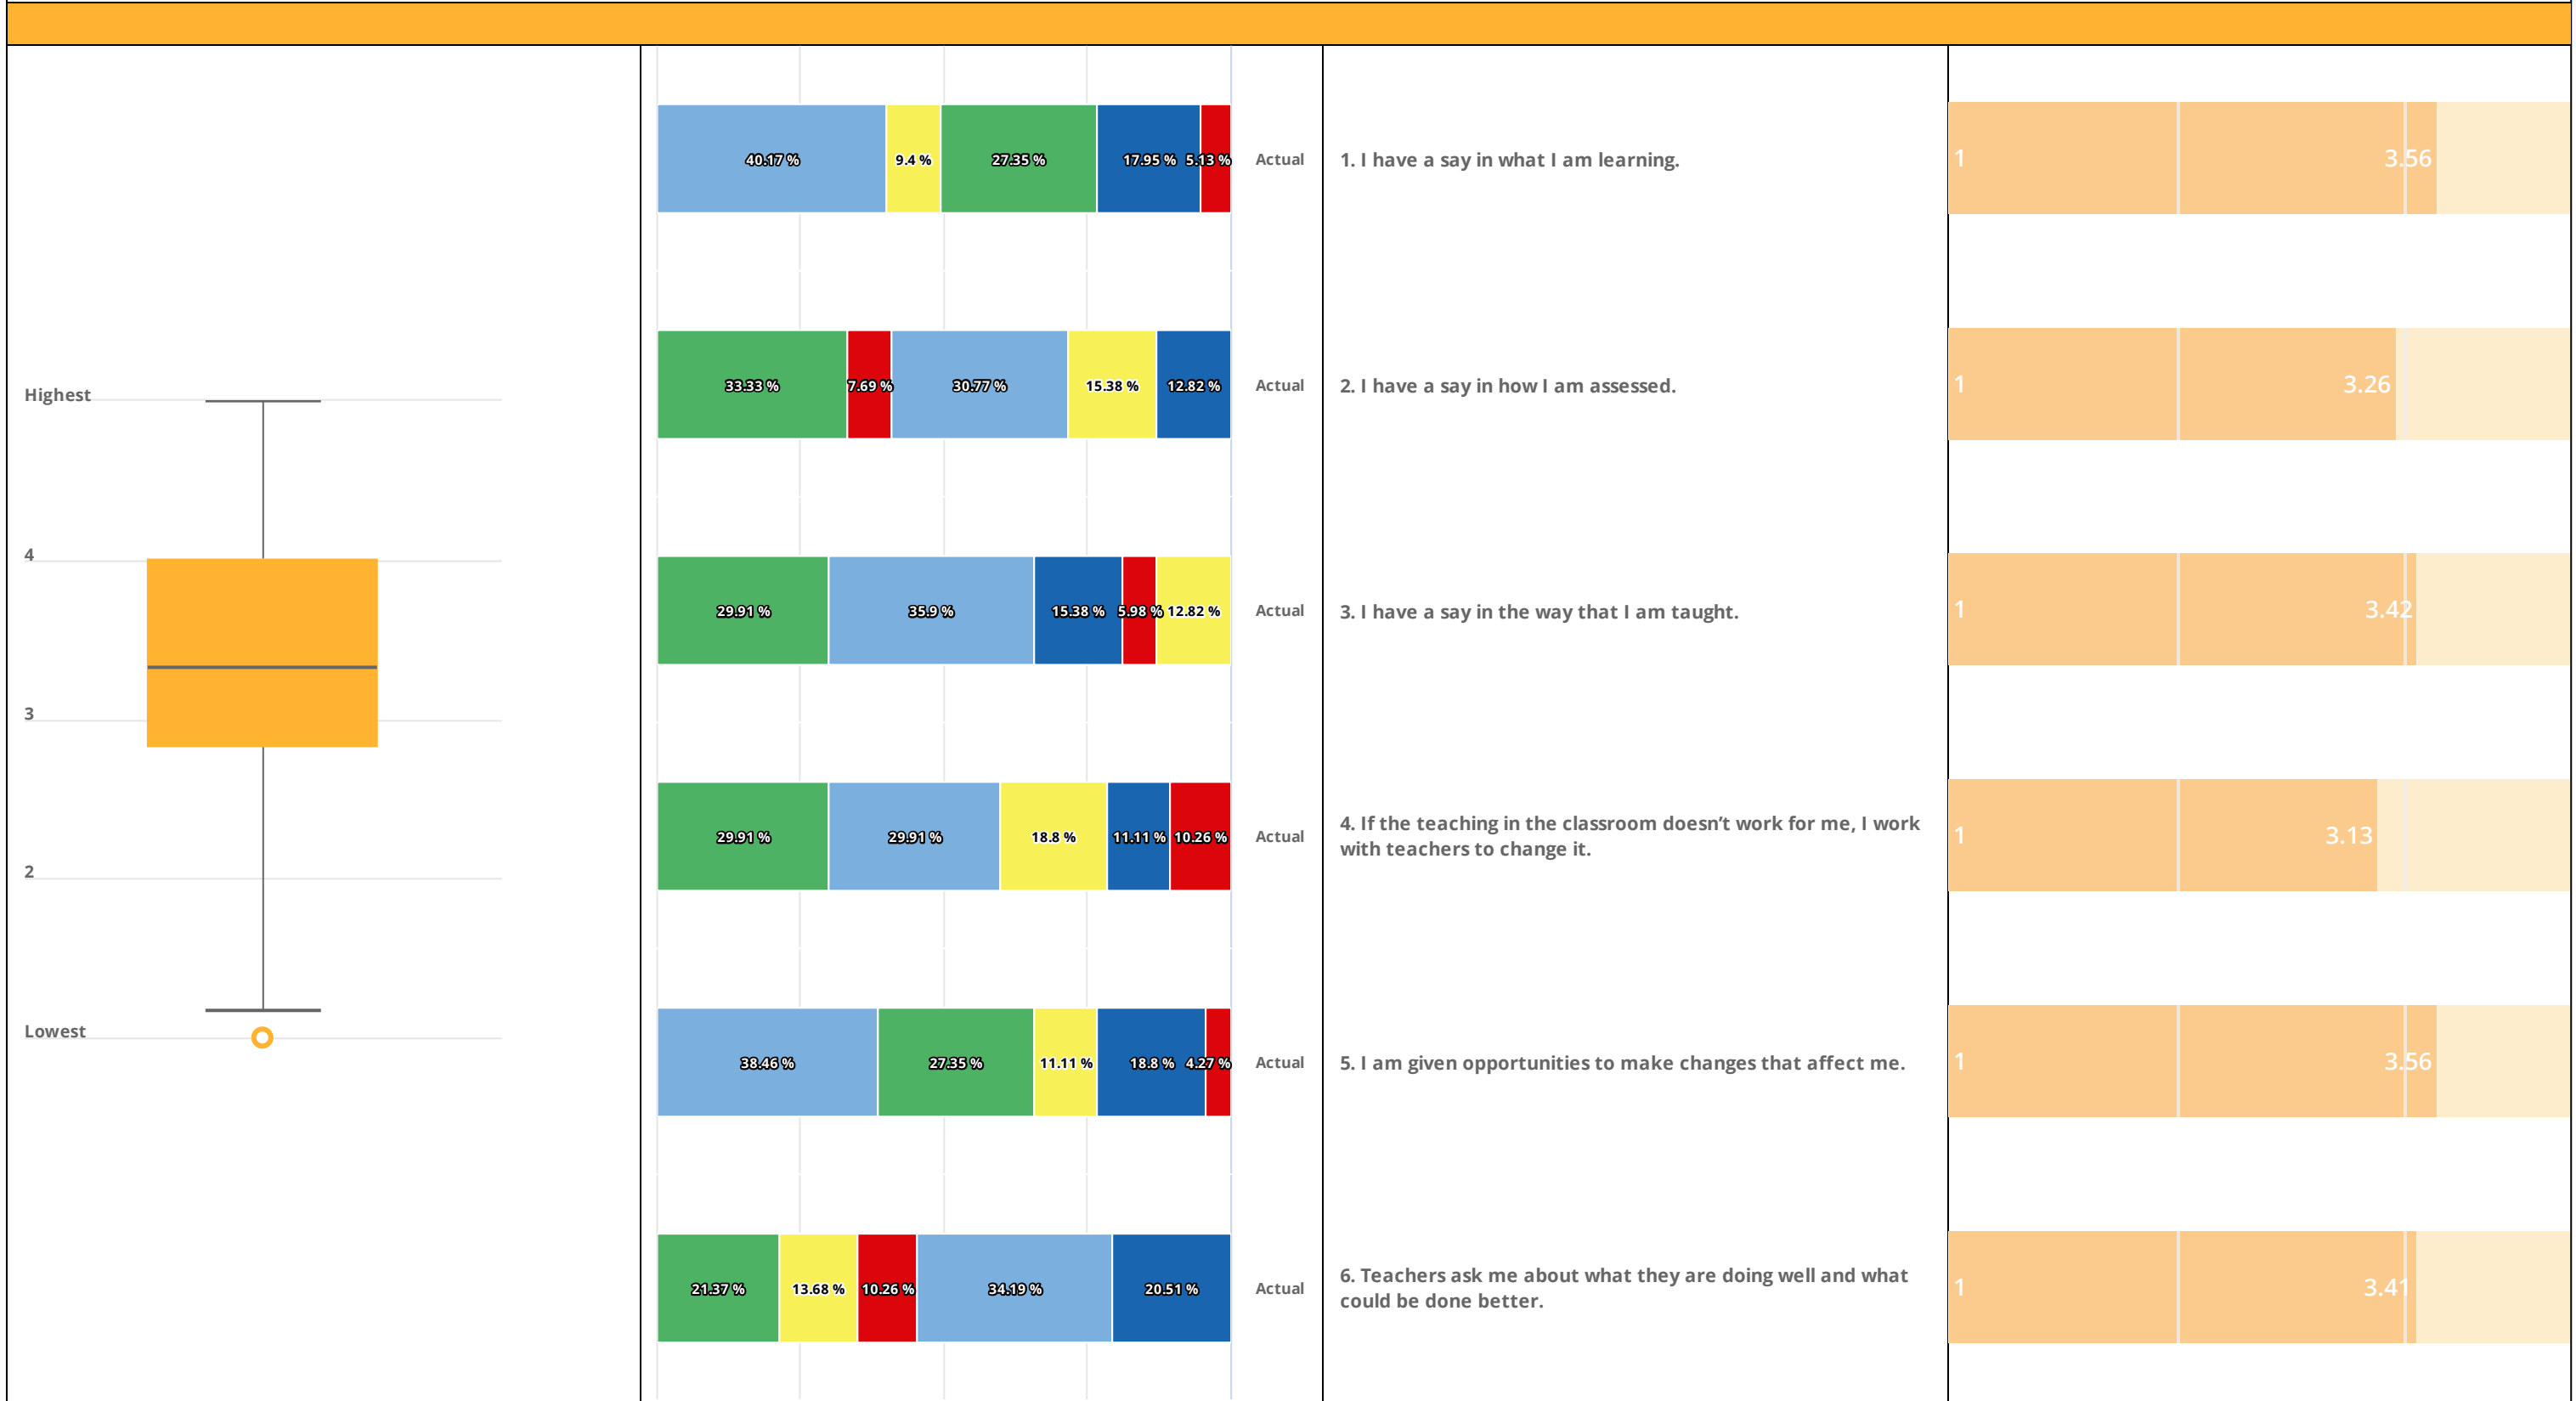 Highest
4
3
2
Lowest
40.17 % 9.4 % 27.35 % 17.95 % 5.13 % Actual
1. I have a say in what I am learning.
1 3.56
33.33 % 7.69 % 30.77 % 15.38 % 12.82 % Actual
2. I have a say in how I am assessed.
1 3.26
29.91 % 35.9 % 15.38 % 5.98 % 12.82 % Actual
3. I have a say in the way that I am taught.
1 3.42
29.91 % 29.91 % 18.8 % 11.11 % 10.26 % Actual
4. If the teaching in the classroom doesn’t work for me, I work
with teachers to change it.
1 3.13
38.46 % 27.35 % 11.11 % 18.8 % 4.27 % Actual
5. I am given opportunities to make changes that affect me.
1 3.56
21.37 % 13.68 % 10.26 % 34.19 % 20.51 % Actual
6. Teachers ask me about what they are doing well and what
could be done better.
1 3.41